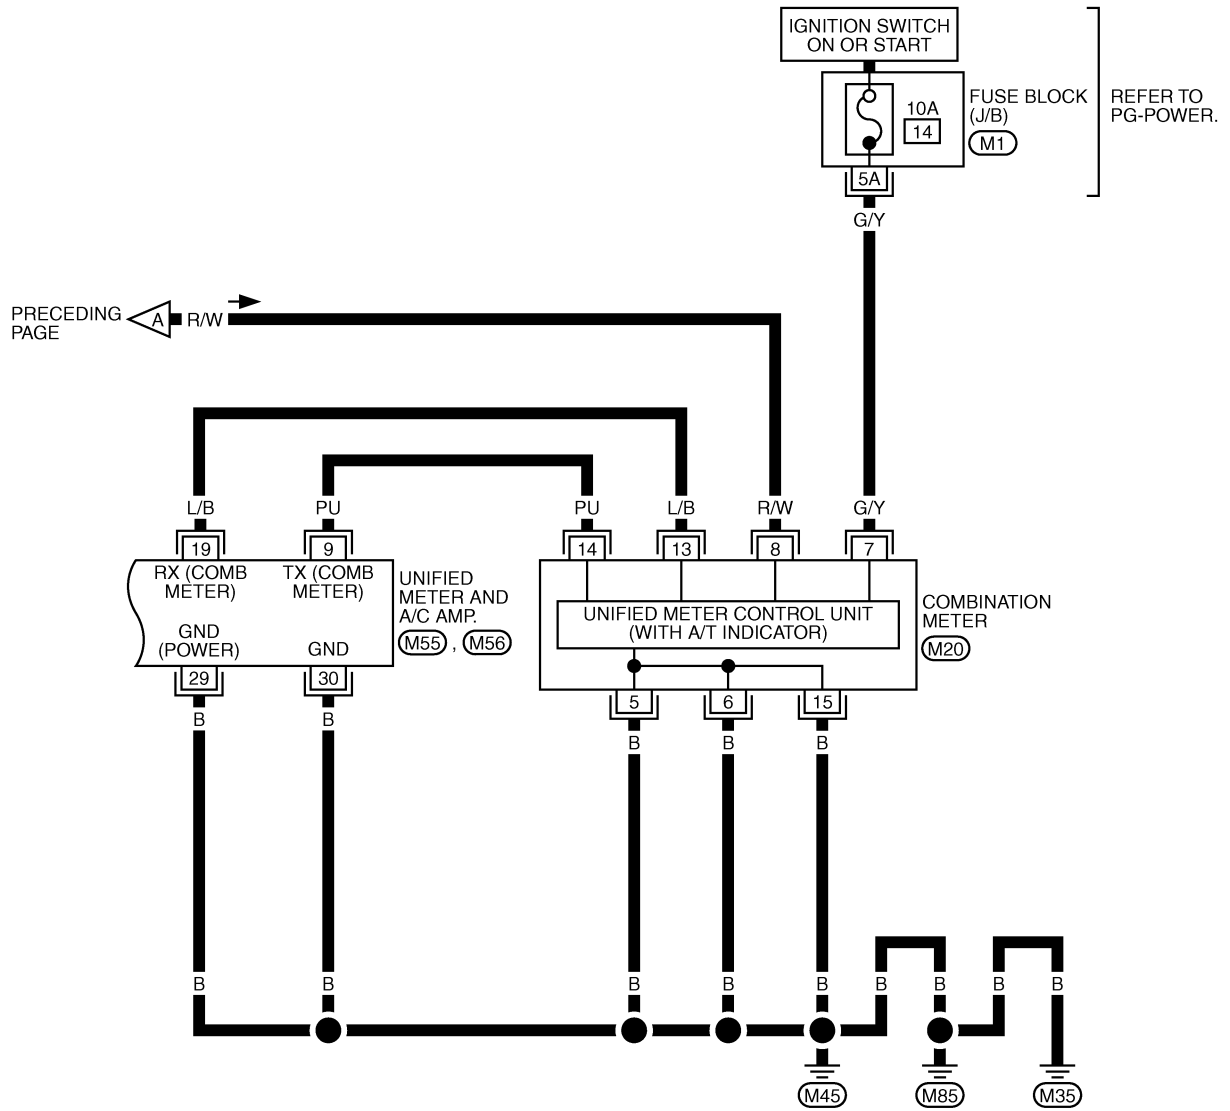 IGNITION SWITCH
ON OR START
FUSE BLOCK
(J/B)
M1
10A
14
REFER TO
PG-POWER.
5A
G/Y
PRECEDING
PAGE
A
R/W
L/B
PU
PU
L/B
R/W
G/Y
19
9
14
13
8
7
RX (COMB
METER)
TX (COMB
METER)
GND
(POWER)
GND
UNIFIED
METER AND
A/C AMP.
M55 , M56
UNIFIED METER CONTROL UNIT
(WITH A/T INDICATOR)
COMBINATION
METER
M20
29
30
5
6
15
B
B
B
B
B
B
B
B
B
B
B
B
B
B
M45
M85
M35